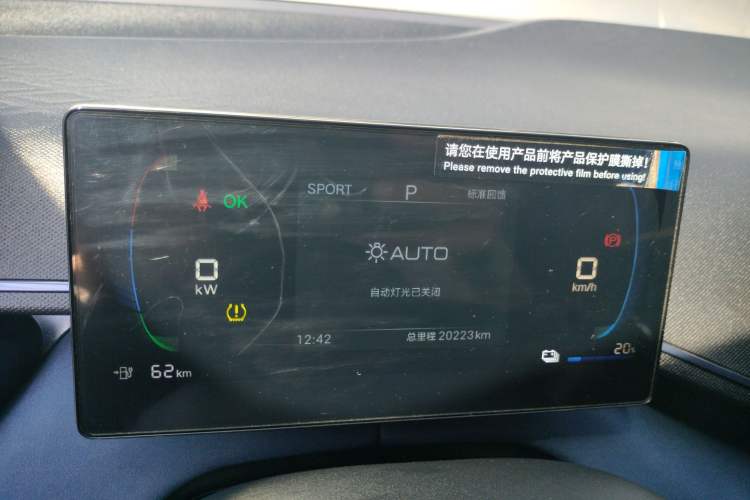 请您在使用产品前将产品保护膜撕掉!
Please remove the protective film before using!
OK
SPORT
P
标准回馈
AUTO
0
kW
P
0
km/h
自动灯光已关闭
12:42
总里程 20223km
62 km
20%